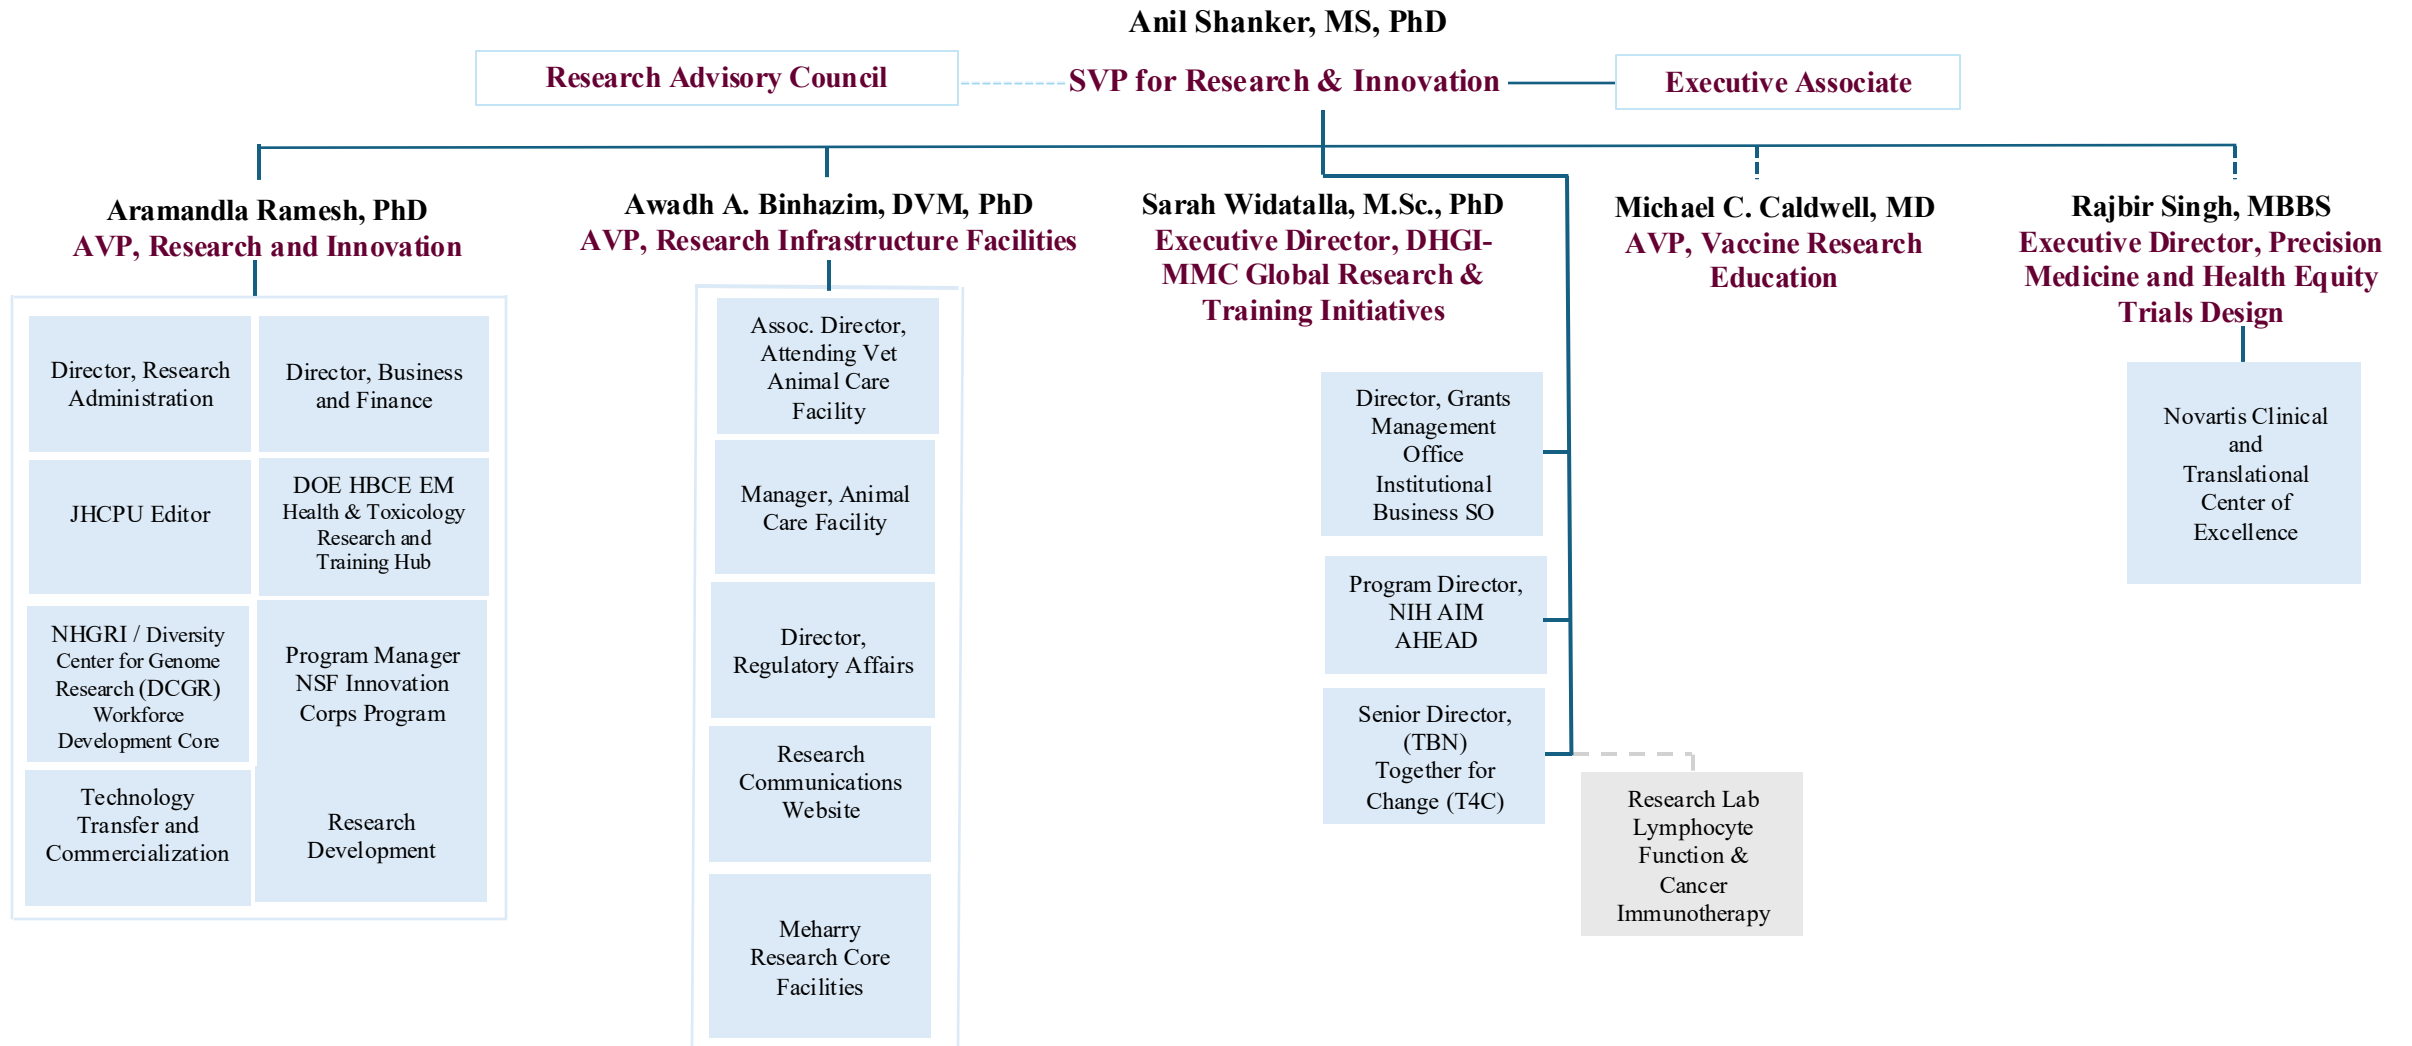 Anil Shanker, MS, PhD
Research Advisory Council
SVP for Research & Innovation
Executive Associate
Aramandla Ramesh, PhD
AVP, Research and Innovation
Director, Research
Administration
Director, Business
and Finance
JHCPU Editor
DOE HBCE EM
Health & Toxicology
Research and
Training Hub
NHGRI / Diversity
Center for Genome
Research (DCGR)
Workforce
Development Core
Program Manager
NSF Innovation
Corps Program
Technology
Transfer and
Commercialization
Research
Development
Awadh A. Binhazim, DVM, PhD
AVP, Research Infrastructure Facilities
Assoc. Director,
Attending Vet
Animal Care
Facility
Manager, Animal
Care Facility
Director,
Regulatory Affairs
Research
Communications
Website
Meharry
Research Core
Facilities
Sarah Widatalla, M.Sc., PhD
Executive Director, DHGI-
MMC Global Research &
Training Initiatives
Director, Grants
Management
Office
Institutional
Business SO
Program Director,
NIH AIM
AHEAD
Senior Director,
(TBN)
Together for
Change (T4C)
Research Lab
Lymphocyte
Function &
Cancer
Immunotherapy
Michael C. Caldwell, MD
AVP, Vaccine Research
Education
Rajbir Singh, MBBS
Executive Director, Precision
Medicine and Health Equity
Trials Design
Novartis Clinical
and
Translational
Center of
Excellence